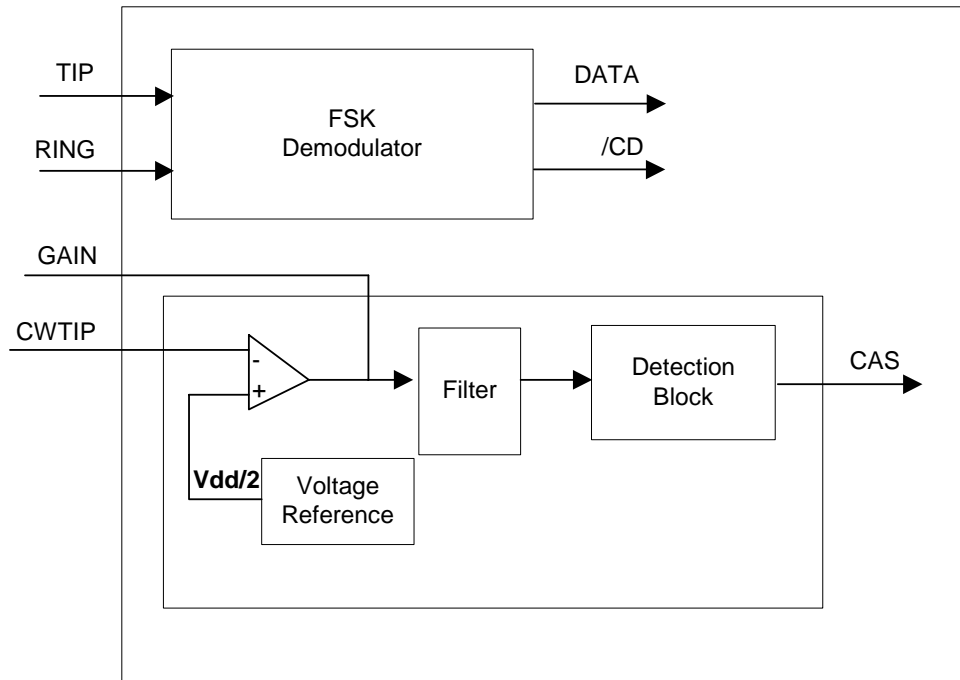 TIP
DATA
FSK
Demodulator
RING
/CD
GAIN
CWTIP
-
+
Filter
Detection
Block
CAS
Vdd/2
Voltage
Reference